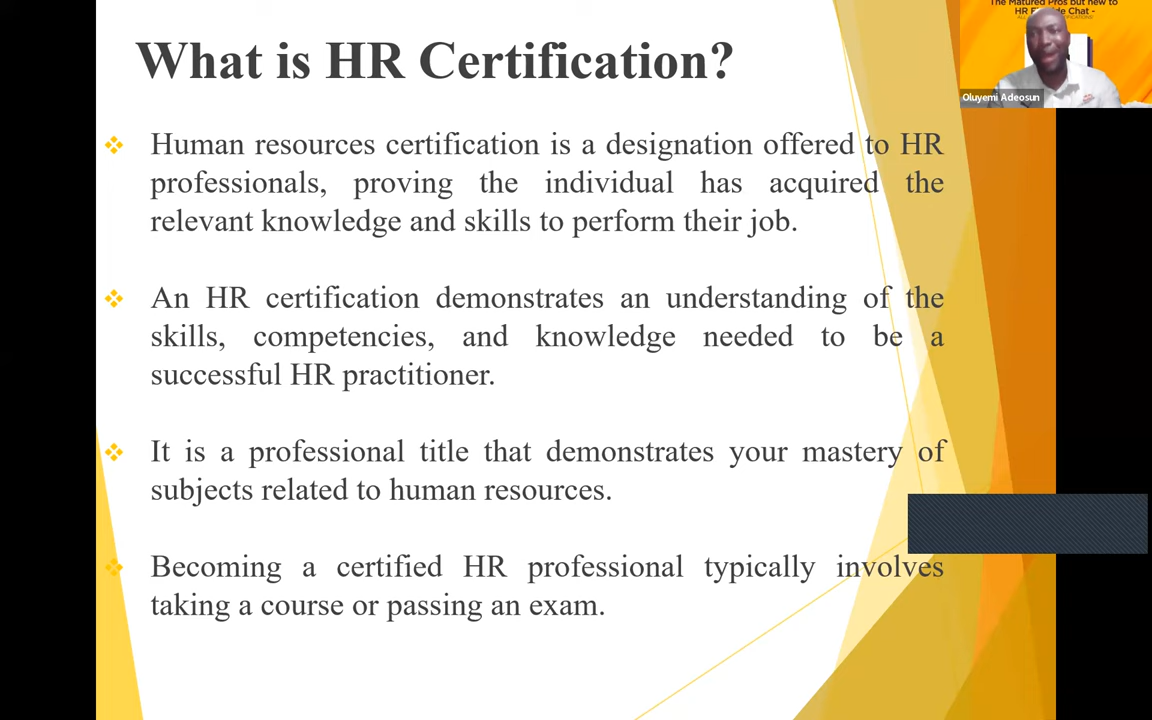 What is HR Certification?
The Matured Pros but new to
HR F
de Chat -
Oluyemi Adeosun
Human resources certification is a designation offered to HR
professionals, proving the individual has acquired the
relevant knowledge and skills to perform their job.
An HR certification demonstrates an understanding of the
skills, competencies, and knowledge needed to be a
successful HR practitioner.
It is a professional title that demonstrates your mastery of
subjects related to human resources.
Becoming a certified HR professional typically involves
taking a course or passing an exam.